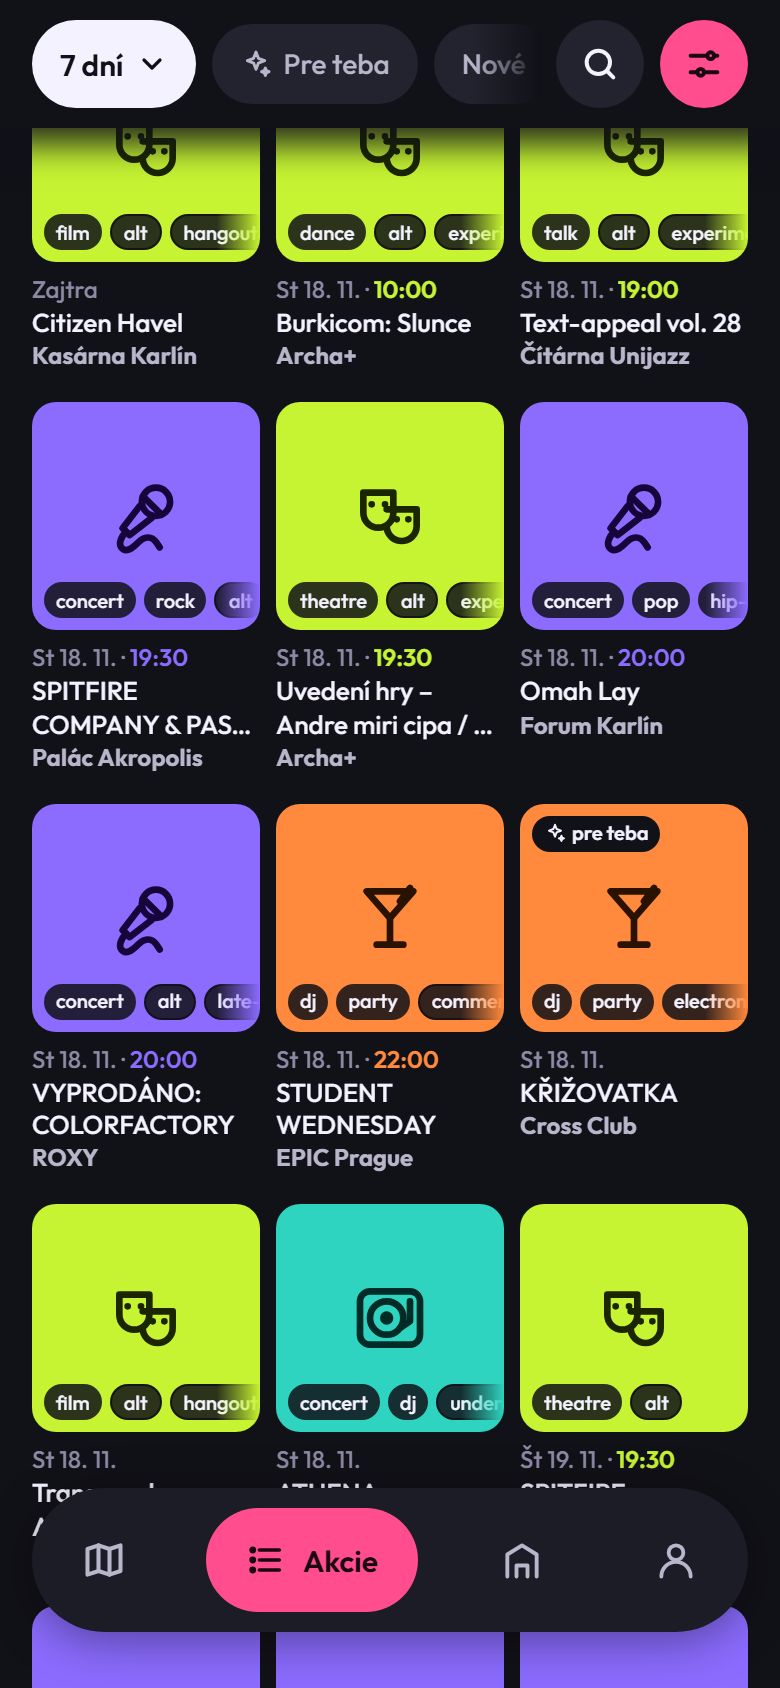 7 dní
Pre teba
Nové
film alt hangout
dance alt
talk alt
Zajtra
Citizen Havel
Kasárna Karlín
St 18. 11. · 10:00
Burkicom: Slunce
Archa+
St 18. 11. · 19:00
Text-appeal vol. 28
Čítárna Unijazz
concert rock alt
theatre alt
concert pop
St 18. 11. · 19:30
SPITFIRE
COMPANY & PAS...
Palác Akropolis
St 18. 11. · 19:30
Uvedení hry –
Andre miri cipa / ...
Archa+
St 18. 11. · 20:00
Omah Lay
Forum Karlín
pre teba
concert alt
dj party
dj party
St 18. 11. · 20:00
VYPRODÁNO:
COLORFACTORY
ROXY
St 18. 11. · 22:00
STUDENT
WEDNESDAY
EPIC Prague
St 18. 11.
KŘIŽOVATKA
Cross Club
film alt hangout
concert dj
theatre alt
St 18. 11.
St 18. 11.
ATHENA
Št 19. 11. · 19:30
SPITFIRE
Akcie